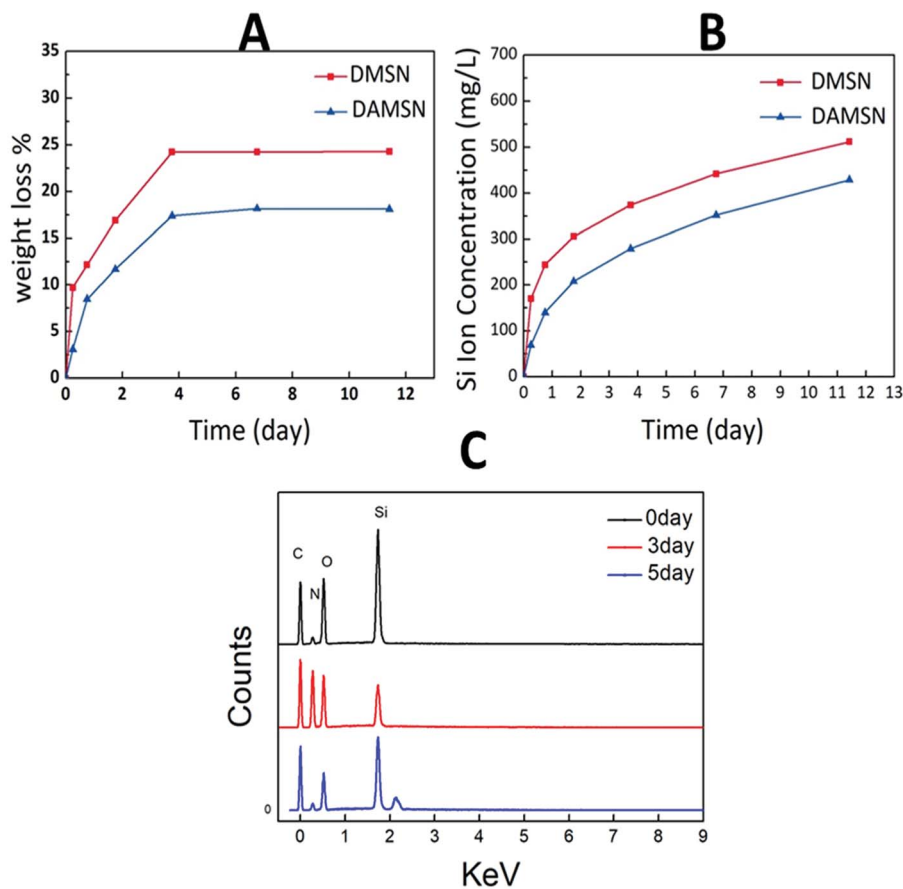 A
35
30
25
20
15
10
5
0
weight loss %
DMSN
DAMSN
0 2 4 6 8 10 12
Time (day)
B
700
600
500
400
300
200
100
0
Si Ion Concentration (mg/L)
DMSN
DAMSN
0 1 2 3 4 5 6 7 8 9 10 11 12 13
Time (day)
C
Counts
0
C
N
O
Si
0day
3day
5day
0 1 2 3 4 5 6 7 8 9
KeV